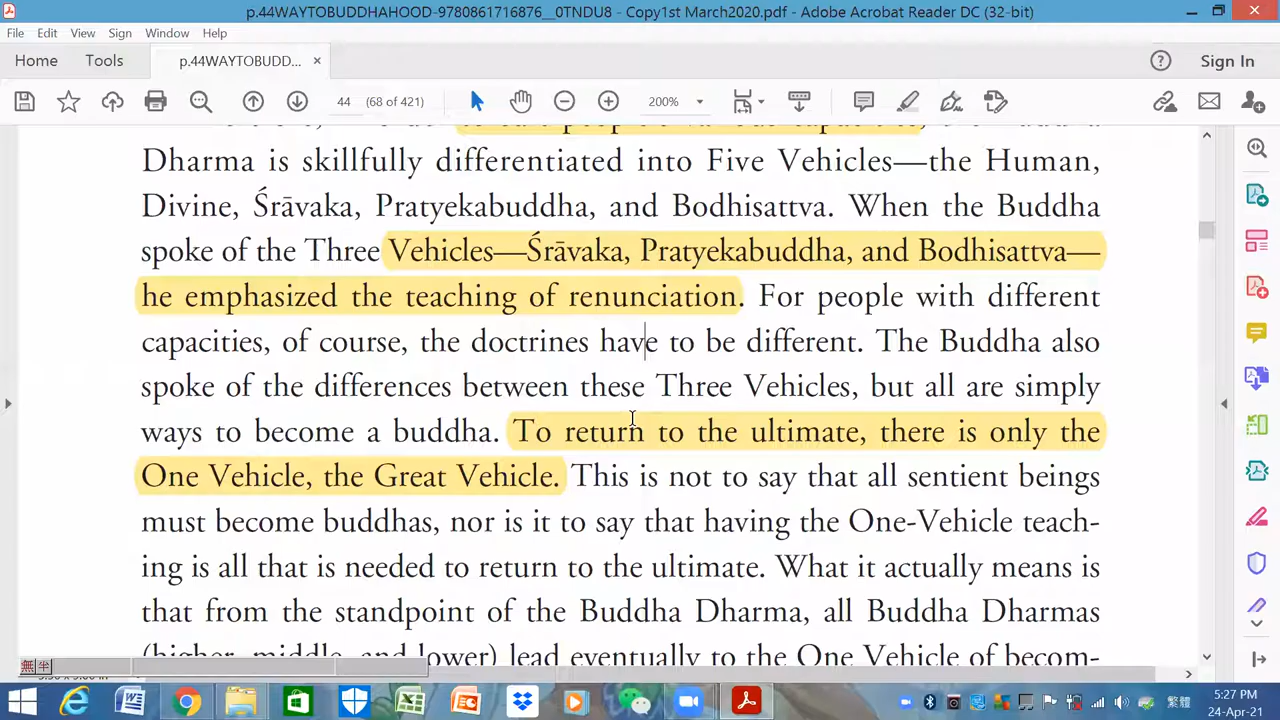 p.44WAYTOBUDDHAHOOD-9780861716876__0TNDU8 - Copy1st March2020.pdf - Adobe Acrobat Reader DC (32-bit)
File Edit View Sign Window Help
Home Tools p.44WAYTOBUDD... × Sign In
44 (68 of 421) 200%
Dharma is skillfully differentiated into Five Vehicles—the Human,
Divine, Śrāvaka, Pratyekabuddha, and Bodhisattva. When the Buddha
spoke of the Three Vehicles—Śrāvaka, Pratyekabuddha, and Bodhisattva—
he emphasized the teaching of renunciation. For people with different
capacities, of course, the doctrines have to be different. The Buddha also
spoke of the differences between these Three Vehicles, but all are simply
ways to become a buddha. To return to the ultimate, there is only the
One Vehicle, the Great Vehicle. This is not to say that all sentient beings
must become buddhas, nor is it to say that having the One-Vehicle teach-
ing is all that is needed to return to the ultimate. What it actually means is
that from the standpoint of the Buddha Dharma, all Buddha Dharmas
(higher, middle, and lower) lead eventually to the One Vehicle of becom-
無 半
5:27 PM
繁體
24-Apr-21